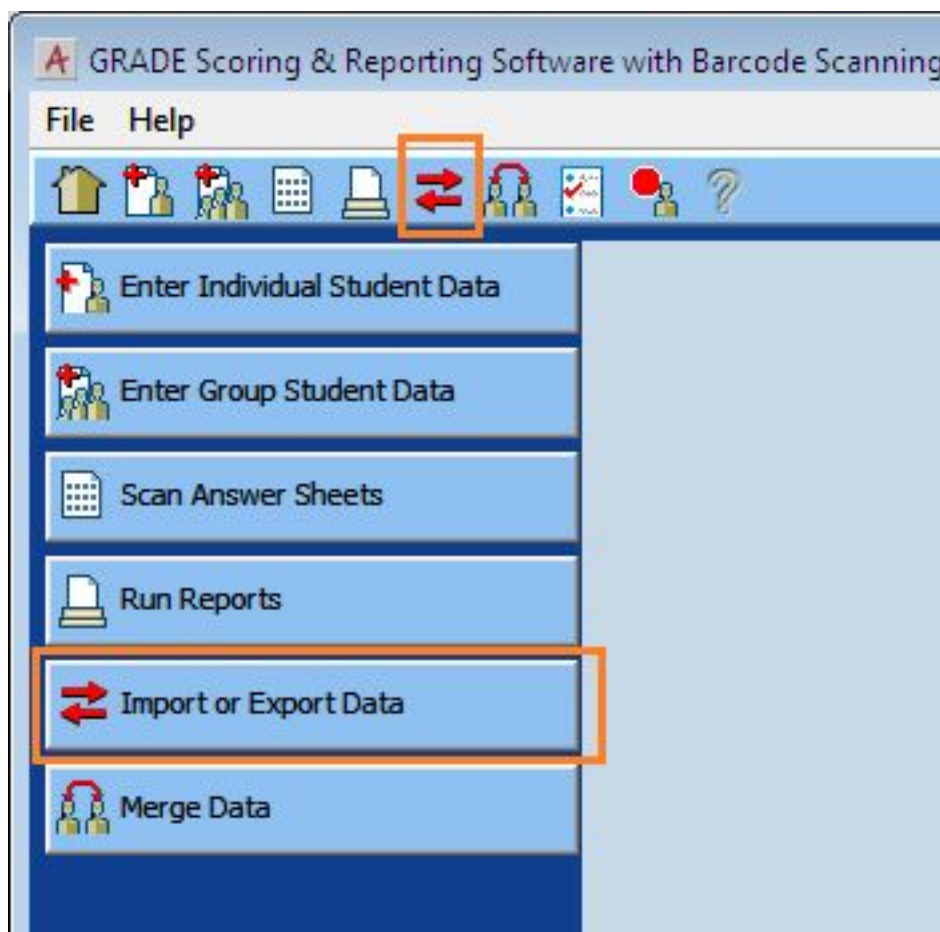 GRADE Scoring & Reporting Software with Barcode Scanning
File Help
Enter Individual Student Data
Enter Group Student Data
Scan Answer Sheets
Run Reports
Import or Export Data
Merge Data